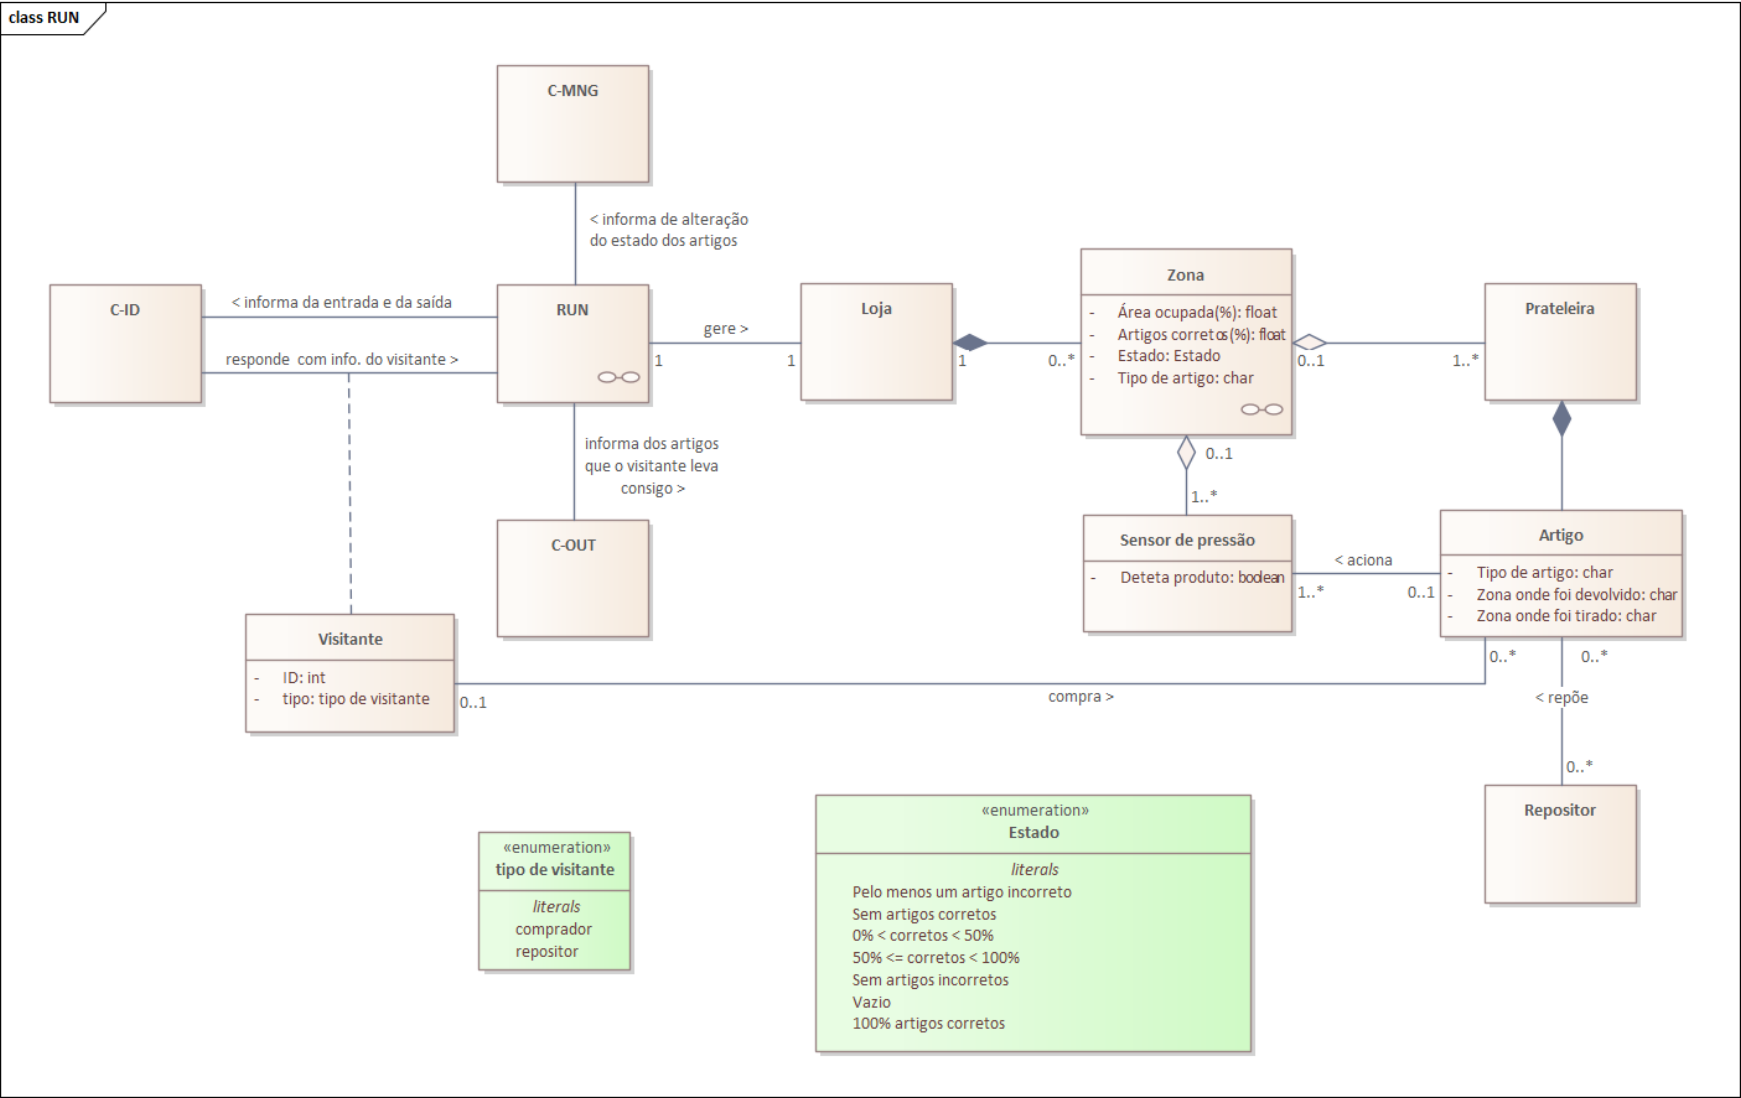 class RUN
C-MNG
< informa de alteração
do estado dos artigos
C-ID
< informa da entrada e da saída
responde com info. do visitante >
RUN
gere >
1
1
Loja
1
0..*
Zona
- Área ocupada(%): float
- Artigos corretos(%): float
- Estado: Estado
- Tipo de artigo: char
0..1
1..*
Prateleira
informa dos artigos
que o visitante leva
consigo >
C-OUT
0..1
1..*
Sensor de pressão
- Deteta produto: boolean
< aciona
1..*
0..1
Artigo
- Tipo de artigo: char
- Zona onde foi devolvido: char
- Zona onde foi tirado: char
Visitante
- ID: int
- tipo: tipo de visitante
0..1
compra >
0..*
0..*
< repõe
0..*
Repositor
«enumeration»
tipo de visitante
literals
comprador
repositor
«enumeration»
Estado
literals
Pelo menos um artigo incorreto
Sem artigos corretos
0% < corretos < 50%
50% <= corretos < 100%
Sem artigos incorretos
Vazio
100% artigos corretos